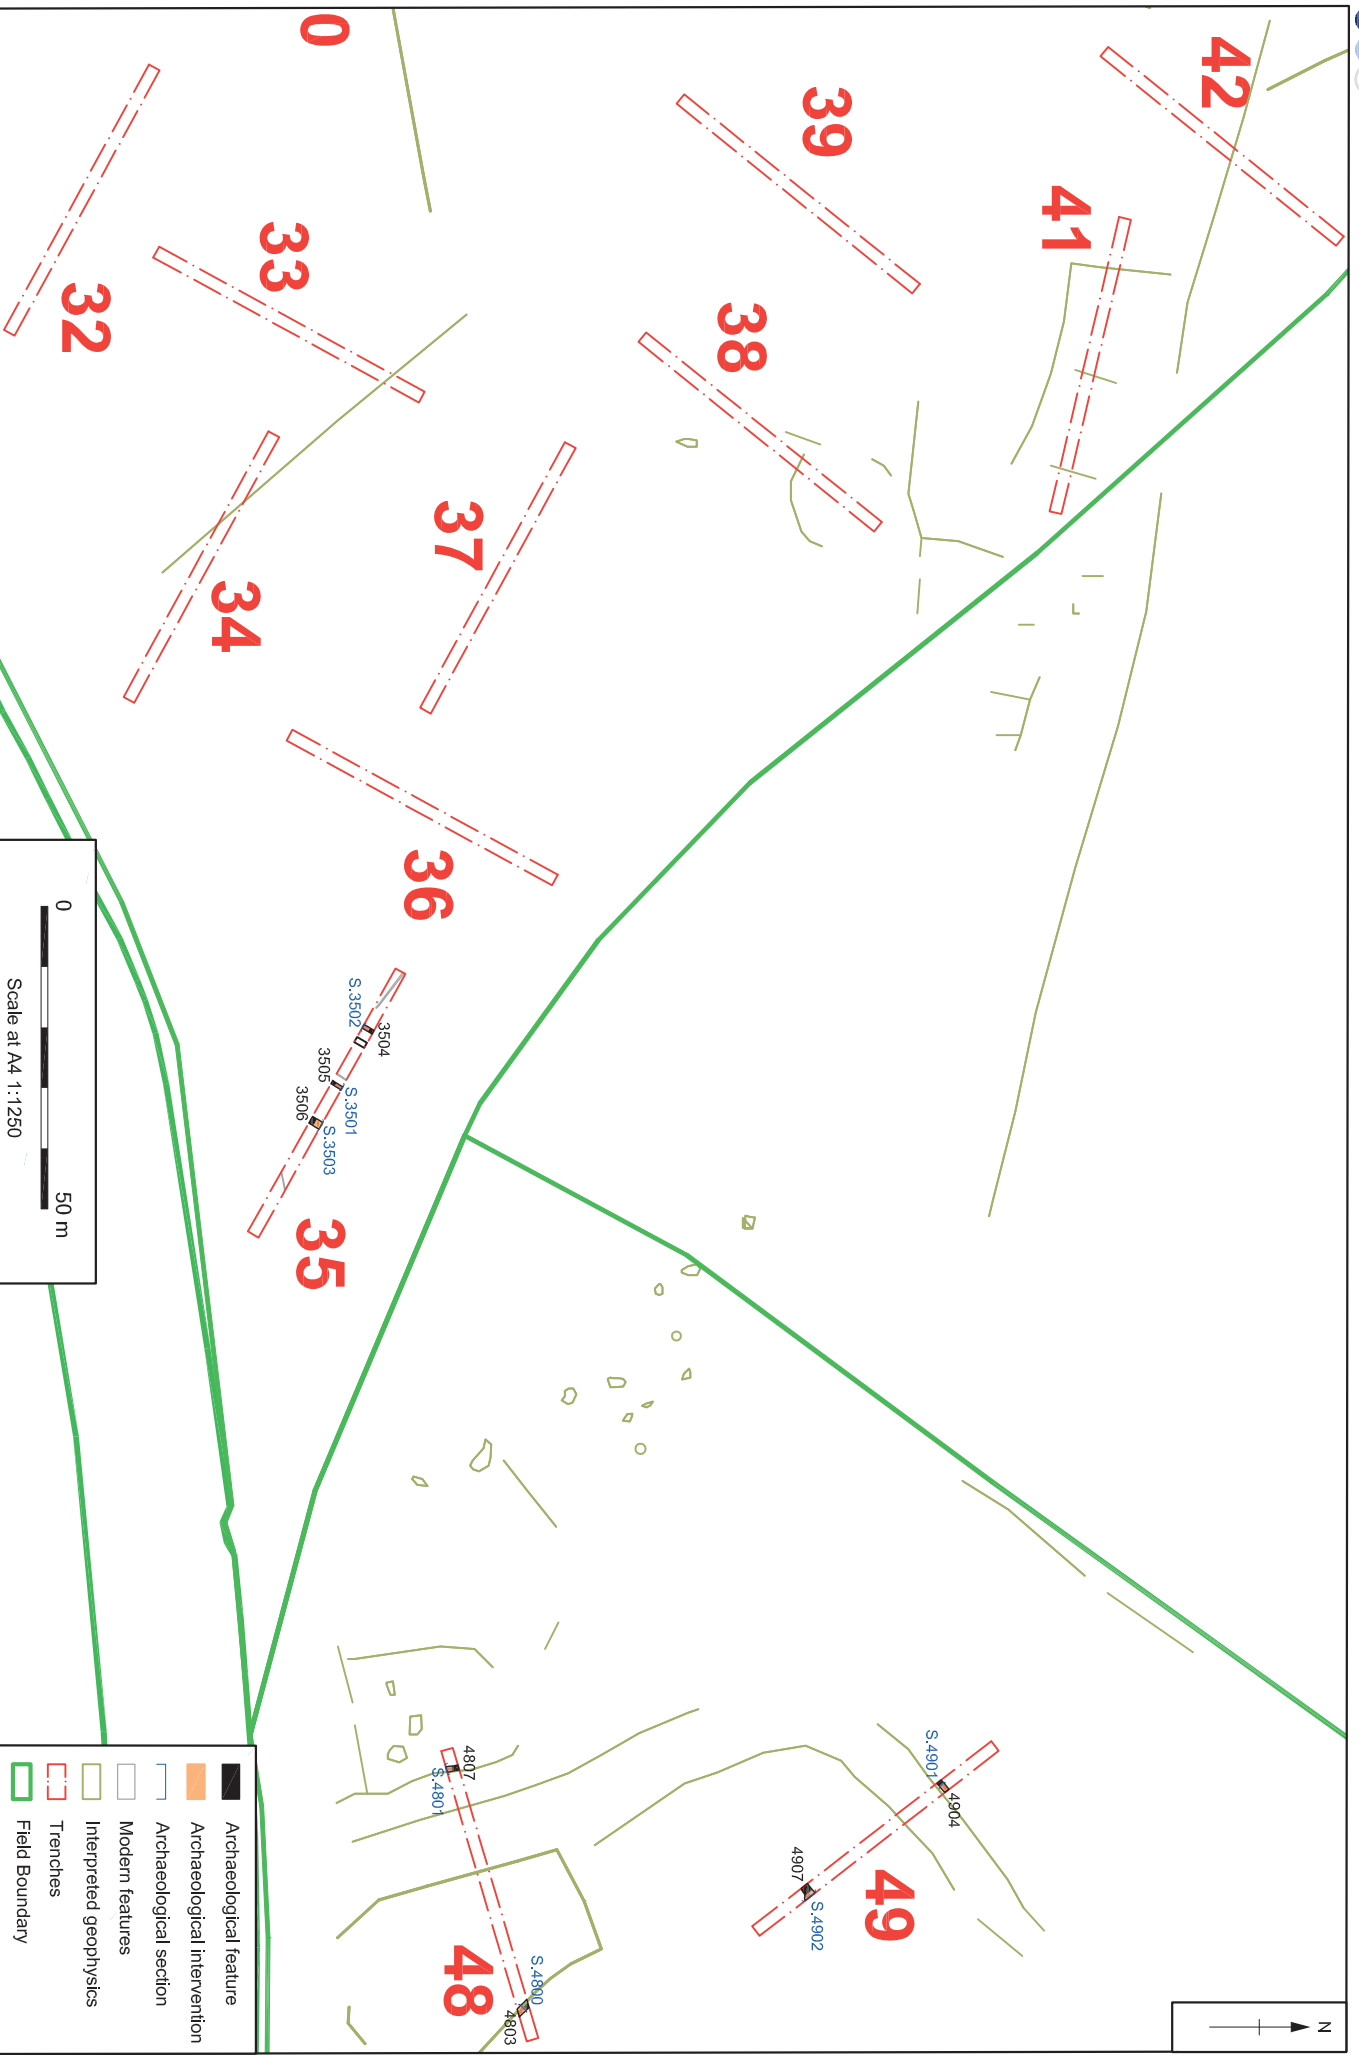 42
39
41
0
33
38
32
37
34
36
S.3502
3504
3505
S.3501
3506
S.3503
35
S.4901
4904
4907
S.4902
49
4807
S.4801
S.4800
4803
48
N
0
50 m
Scale at A4 1:1250
Archaeological feature
Archaeological intervention
Archaeological section
Modern features
Interpreted geophysics
Trenches
Field Boundary